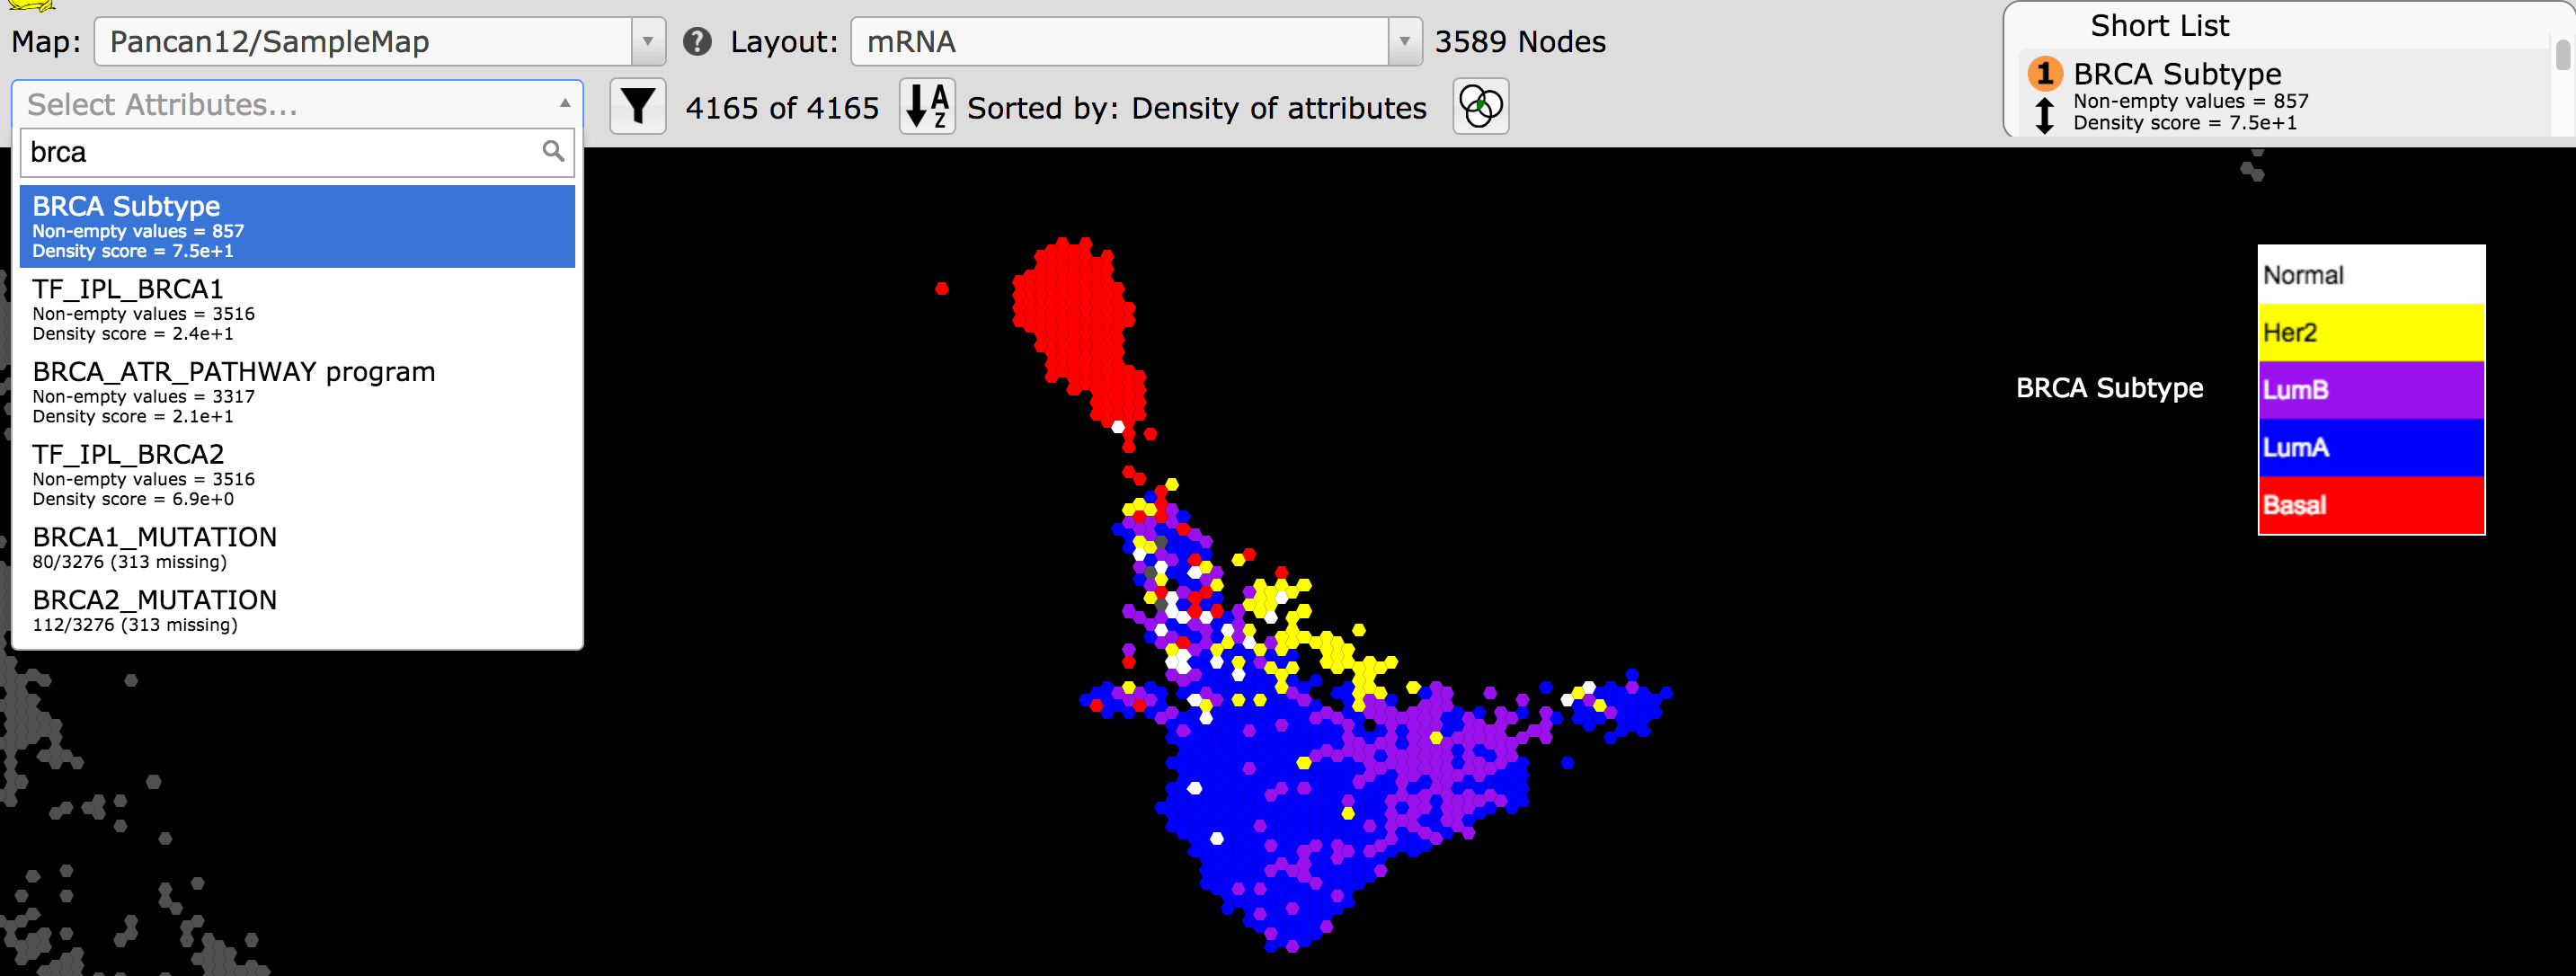 Map: Pancan12/SampleMap ? Layout: mRNA 3589 Nodes
Select Attributes... 4165 of 4165 A Z Sorted by: Density of attributes
Short List
1 BRCA Subtype
Non-empty values = 857
Density score = 7.5e+1
brca
BRCA Subtype
Non-empty values = 857
Density score = 7.5e+1
TF_IPL_BRCA1
Non-empty values = 3516
Density score = 2.4e+1
BRCA_ATR_PATHWAY program
Non-empty values = 3317
Density score = 2.1e+1
TF_IPL_BRCA2
Non-empty values = 3516
Density score = 6.9e+0
BRCA1_MUTATION
80/3276 (313 missing)
BRCA2_MUTATION
112/3276 (313 missing)
BRCA Subtype
Normal
Her2
LumB
LumA
Basal